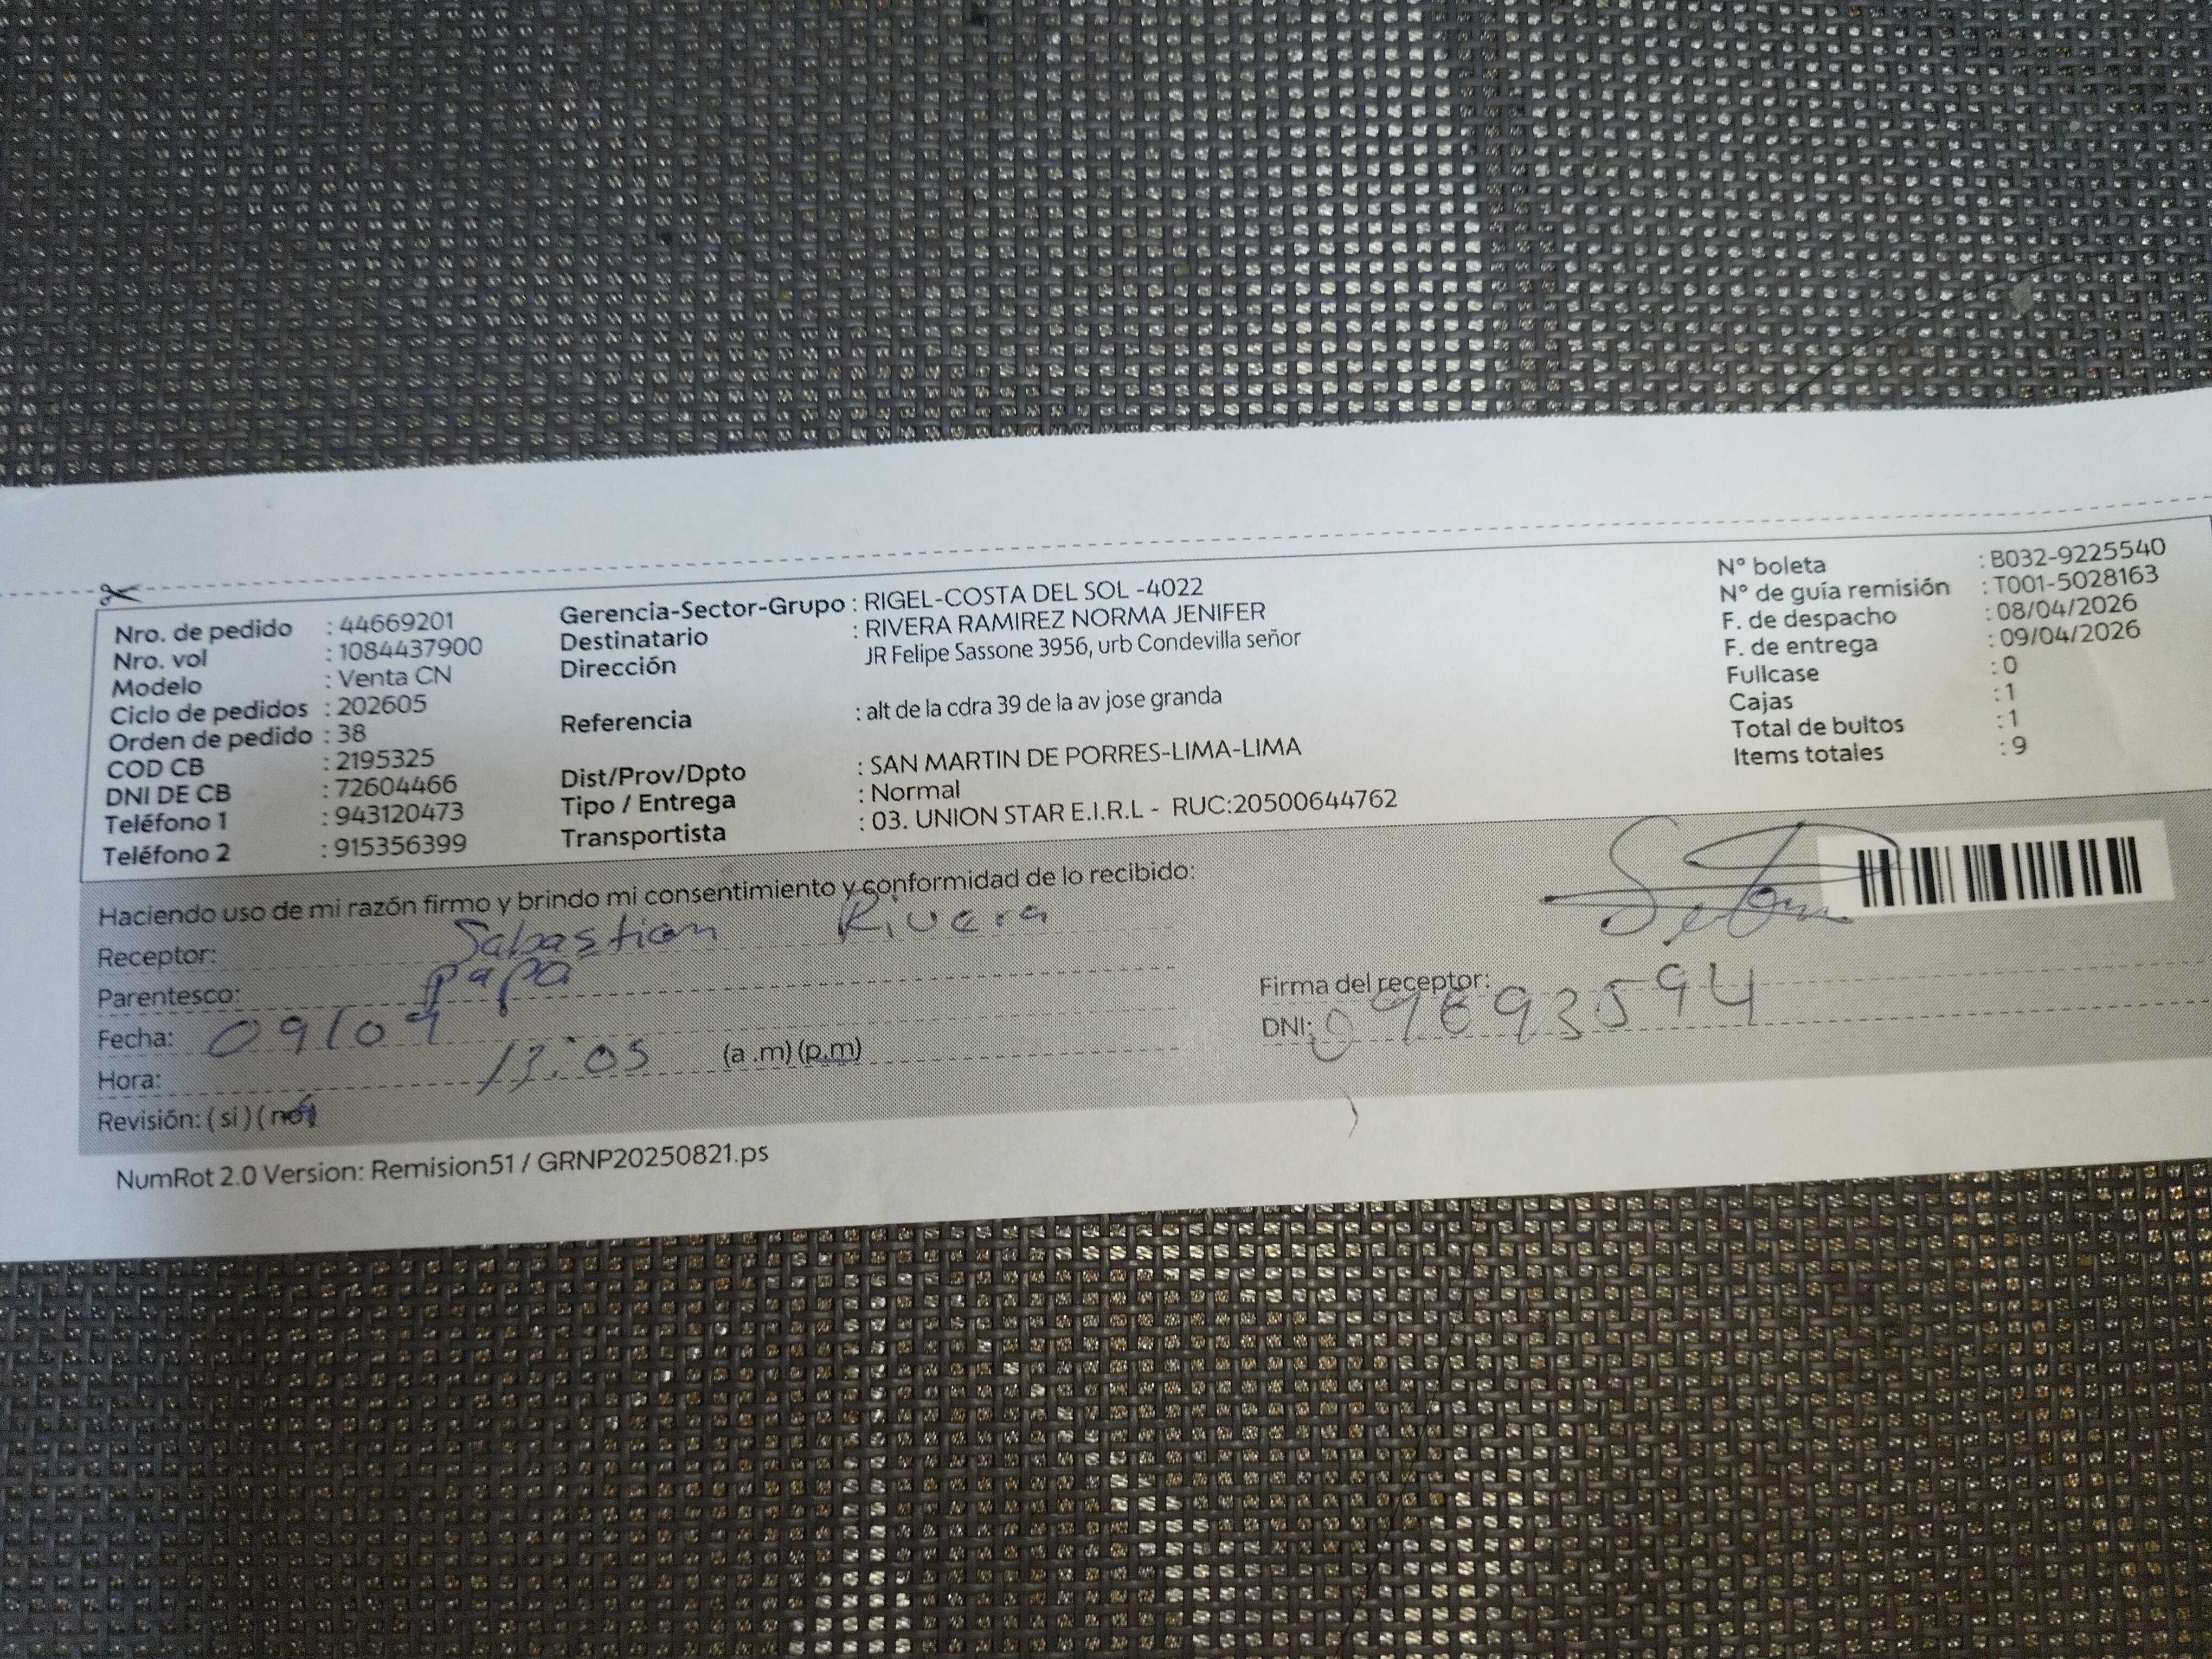 Nro. de pedido : 44669201
Nro. vol : 1084437900
Modelo : Venta CN
Ciclo de pedidos : 202605
Orden de pedido : 38
COD CB : 2195325
DNI DE CB : 72604466
Teléfono 1 : 943120473
Teléfono 2 : 915356399
Gerencia-Sector-Grupo : RIGEL-COSTA DEL SOL -4022
Destinatario : RIVERA RAMIREZ NORMA JENIFER
Dirección JR Felipe Sassone 3956, urb Condevilla señor
Referencia : alt de la cdra 39 de la av jose granda
Dist/Prov/Dpto : SAN MARTIN DE PORRES-LIMA-LIMA
Tipo / Entrega : Normal
Transportista : 03. UNION STAR E.I.R.L - RUC:20500644762
N° boleta : B032-9225540
N° de guía remisión : T001-5028163
F. de despacho : 08/04/2026
F. de entrega : 09/04/2026
Fullcase : 0
Cajas : 1
Total de bultos : 1
Items totales : 9
Haciendo uso de mi razón firmo y brindo mi consentimiento y conformidad de lo recibido:
Receptor: Sabastian Rivera
Parentesco: papa
Fecha: 09/04
Hora: 13:05 (a .m) (p.m)
Revisión: ( si ) ( no )
Firma del receptor:
DNI: 09693594
NumRot 2.0 Version: Remision51 / GRNP20250821.ps